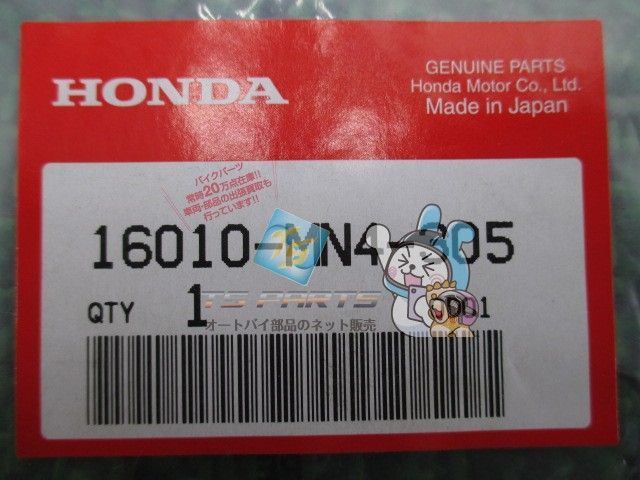 HONDA
GENUINE PARTS
Honda Motor Co., Ltd.
Made in Japan
バイクパーツ
常時20万点在庫!!
車両・部品の出張買取も
行っています!!
16010-MN4-305
QTY 1
TS PARTS
オートバイ部品のネット販売